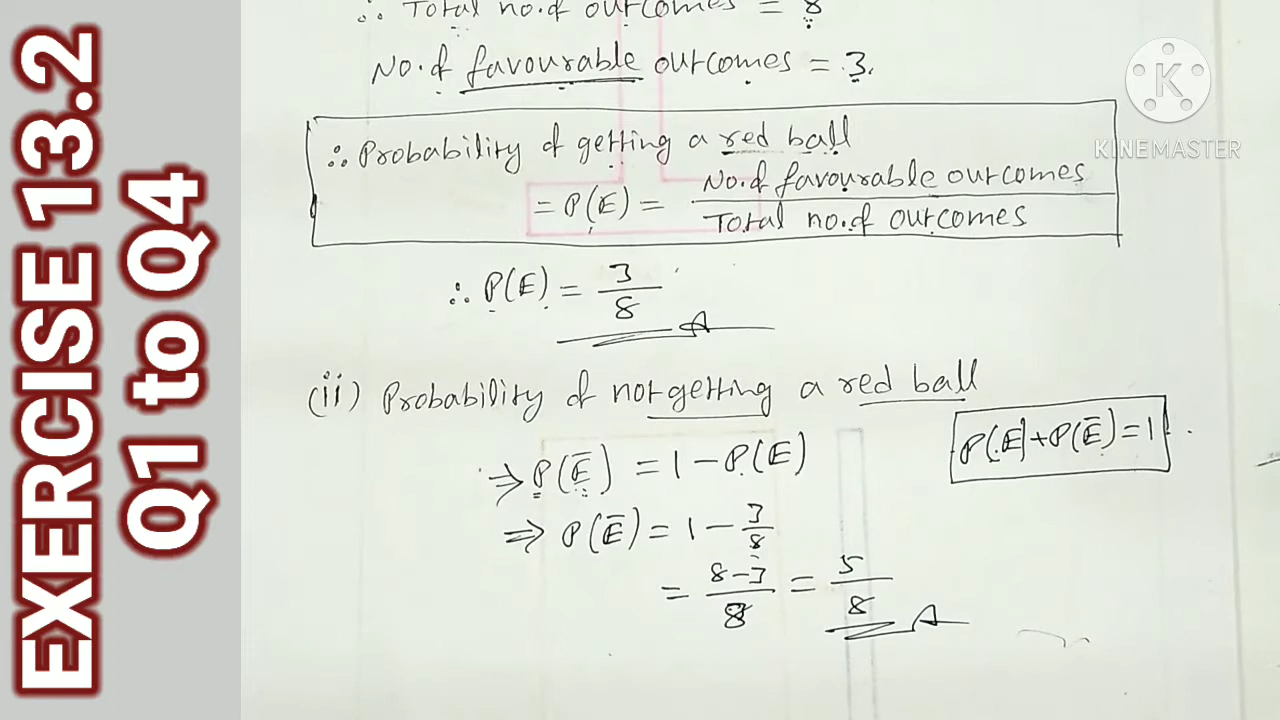 EXERCISE 13.2
Q1 to Q4
K
KINEMASTER
∴ Total no. of outcomes = 8
No. of favourable outcomes = 3.
∴ Probability of getting a red ball
= P(E) = No. of favourable outcomes / Total no. of outcomes
∴ P(E) = 3/8 A
(ii) Probability of not getting a red ball
P(E) + P(Ē) = 1
⇒ P(Ē) = 1 - P(E)
⇒ P(Ē) = 1 - 3/8
= 8-3/8 = 5/8 A